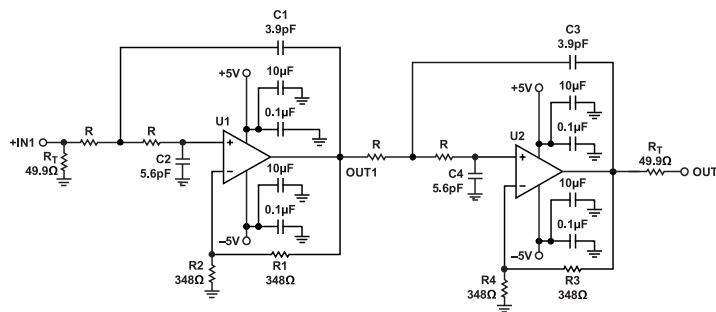 C1
3.9pF
C3
3.9pF
+5V
10µF
0.1µF
U1
+5V
10µF
0.1µF
U2
+IN1
R
R
+
–
R
R
+
–
RT
49.9Ω
C2
5.6pF
OUT1
C4
5.6pF
RT
49.9Ω
OUT
10µF
0.1µF
–5V
10µF
0.1µF
–5V
R2
348Ω
R1
348Ω
R4
348Ω
R3
348Ω